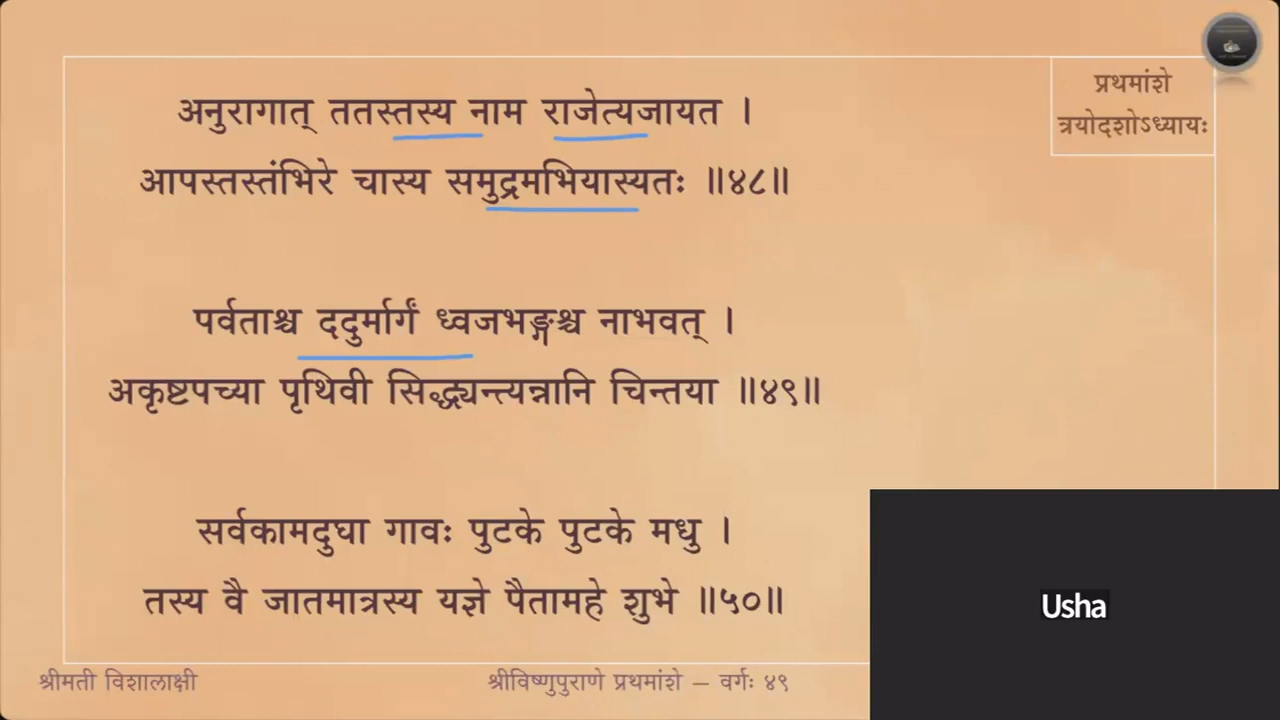 प्रथमांशे
त्रयोदशोऽध्यायः
अनुरागात् ततस्तस्य नाम राजेत्यजायत ।
आपस्तस्तंभिरे चास्य समुद्रमभियास्यतः ॥४८॥
पर्वताश्च ददुर्मार्गं ध्वजभङ्गश्च नाभवत् ।
अकृष्टपच्या पृथिवी सिद्ध्यन्त्यन्नानि चिन्तया ॥४९॥
सर्वकामदुघा गावः पुटके पुटके मधु ।
तस्य वै जातमात्रस्य यज्ञे पैतामहे शुभे ॥५०॥
Usha
श्रीमती विशालाक्षी
श्रीविष्णुपुराणे प्रथमांशे – वर्गः ४९